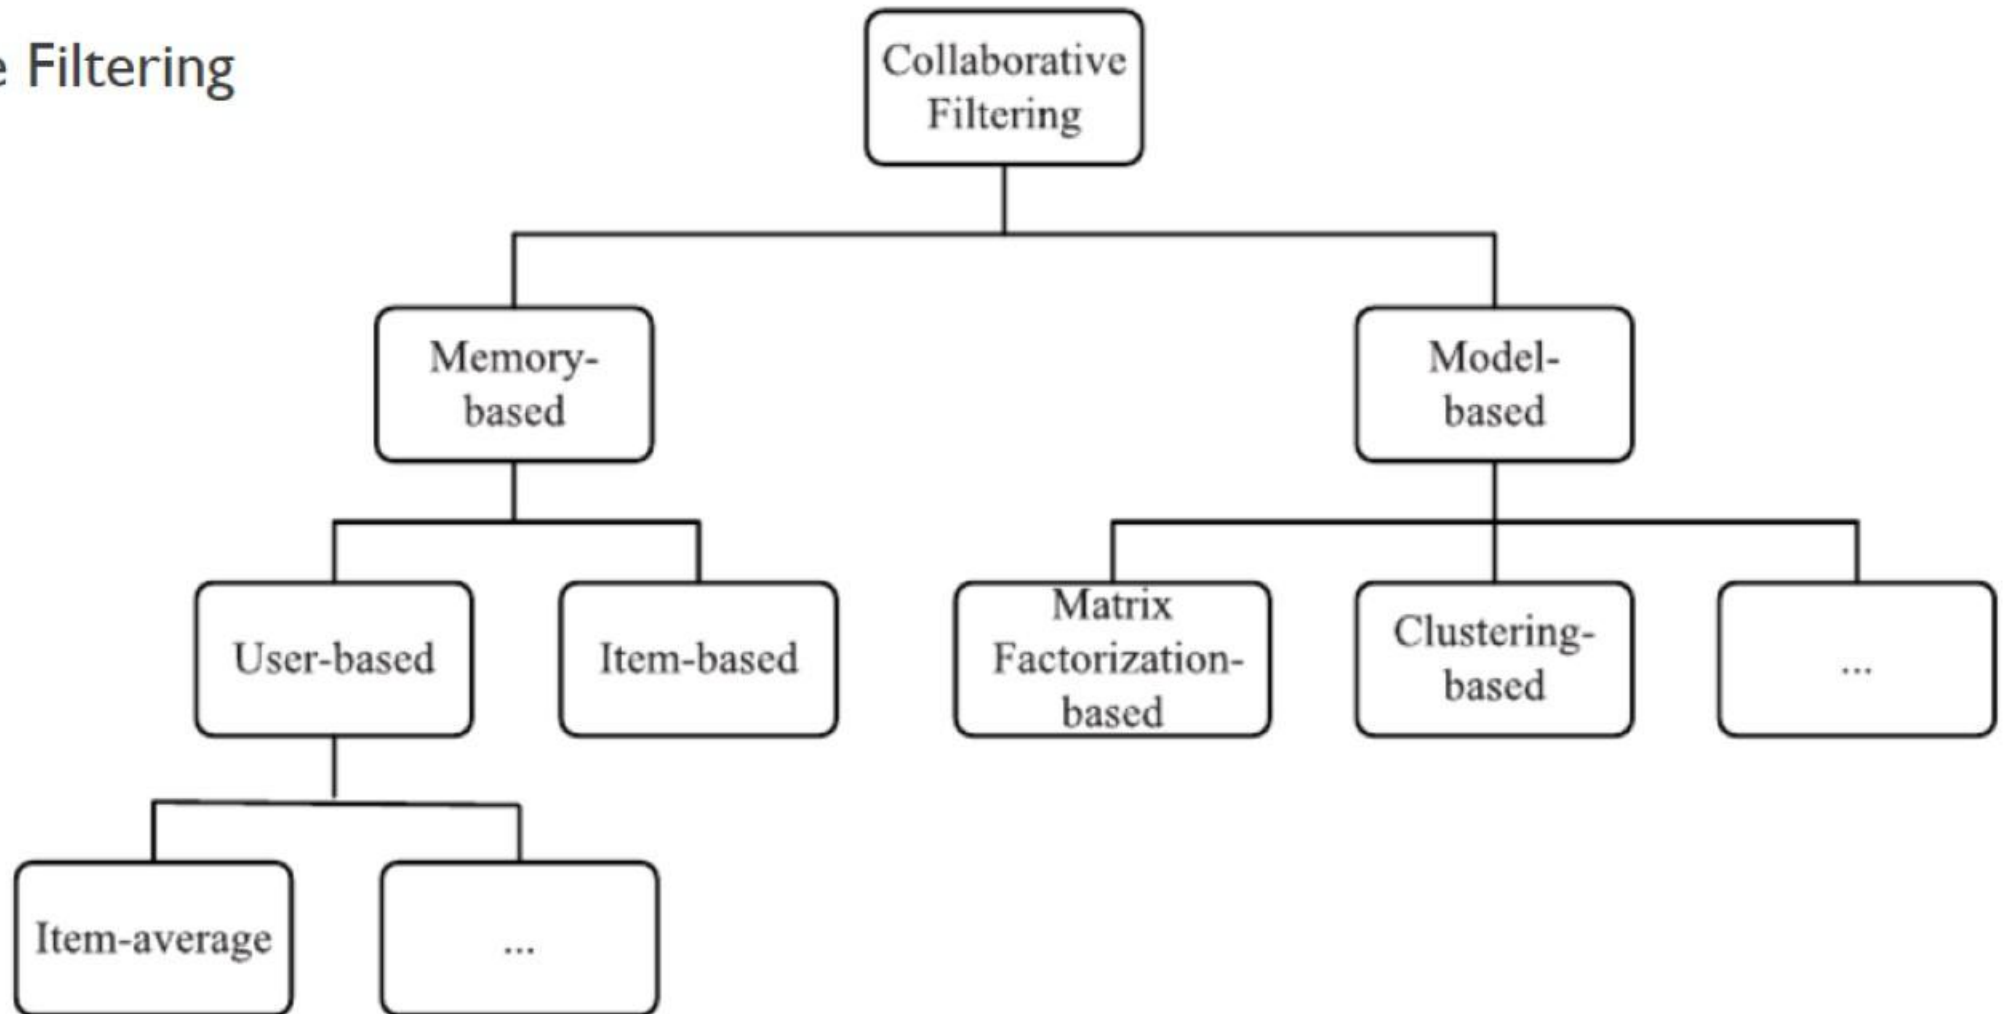 e Filtering
Collaborative
Filtering
Memory-
based
Model-
based
User-based
Item-based
Matrix
Factorization-
based
Clustering-
based
...
Item-average
...